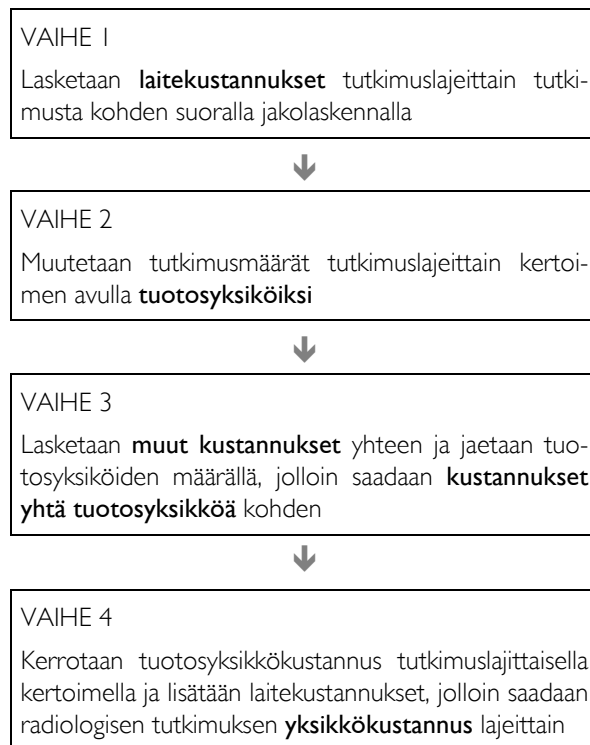 VAIHE 1
Lasketaan laitekustannukset tutkimuslajeittain tutki-
musta kohden suoralla jakolaskennalla
VAIHE 2
Muutetaan tutkimusmäärät tutkimuslajeittain kertoi-
men avulla tuotosyksiköiksi
VAIHE 3
Lasketaan muut kustannukset yhteen ja jaetaan tuo-
tosyksiköiden määrällä, jolloin saadaan kustannukset
yhtä tuotosyksikköä kohden
VAIHE 4
Kerrotaan tuotosyksikkökustannus tutkimuslajittaisella
kertoimella ja lisätään laitekustannukset, jolloin saadaan
radiologisen tutkimuksen yksikkökustannus lajeittain